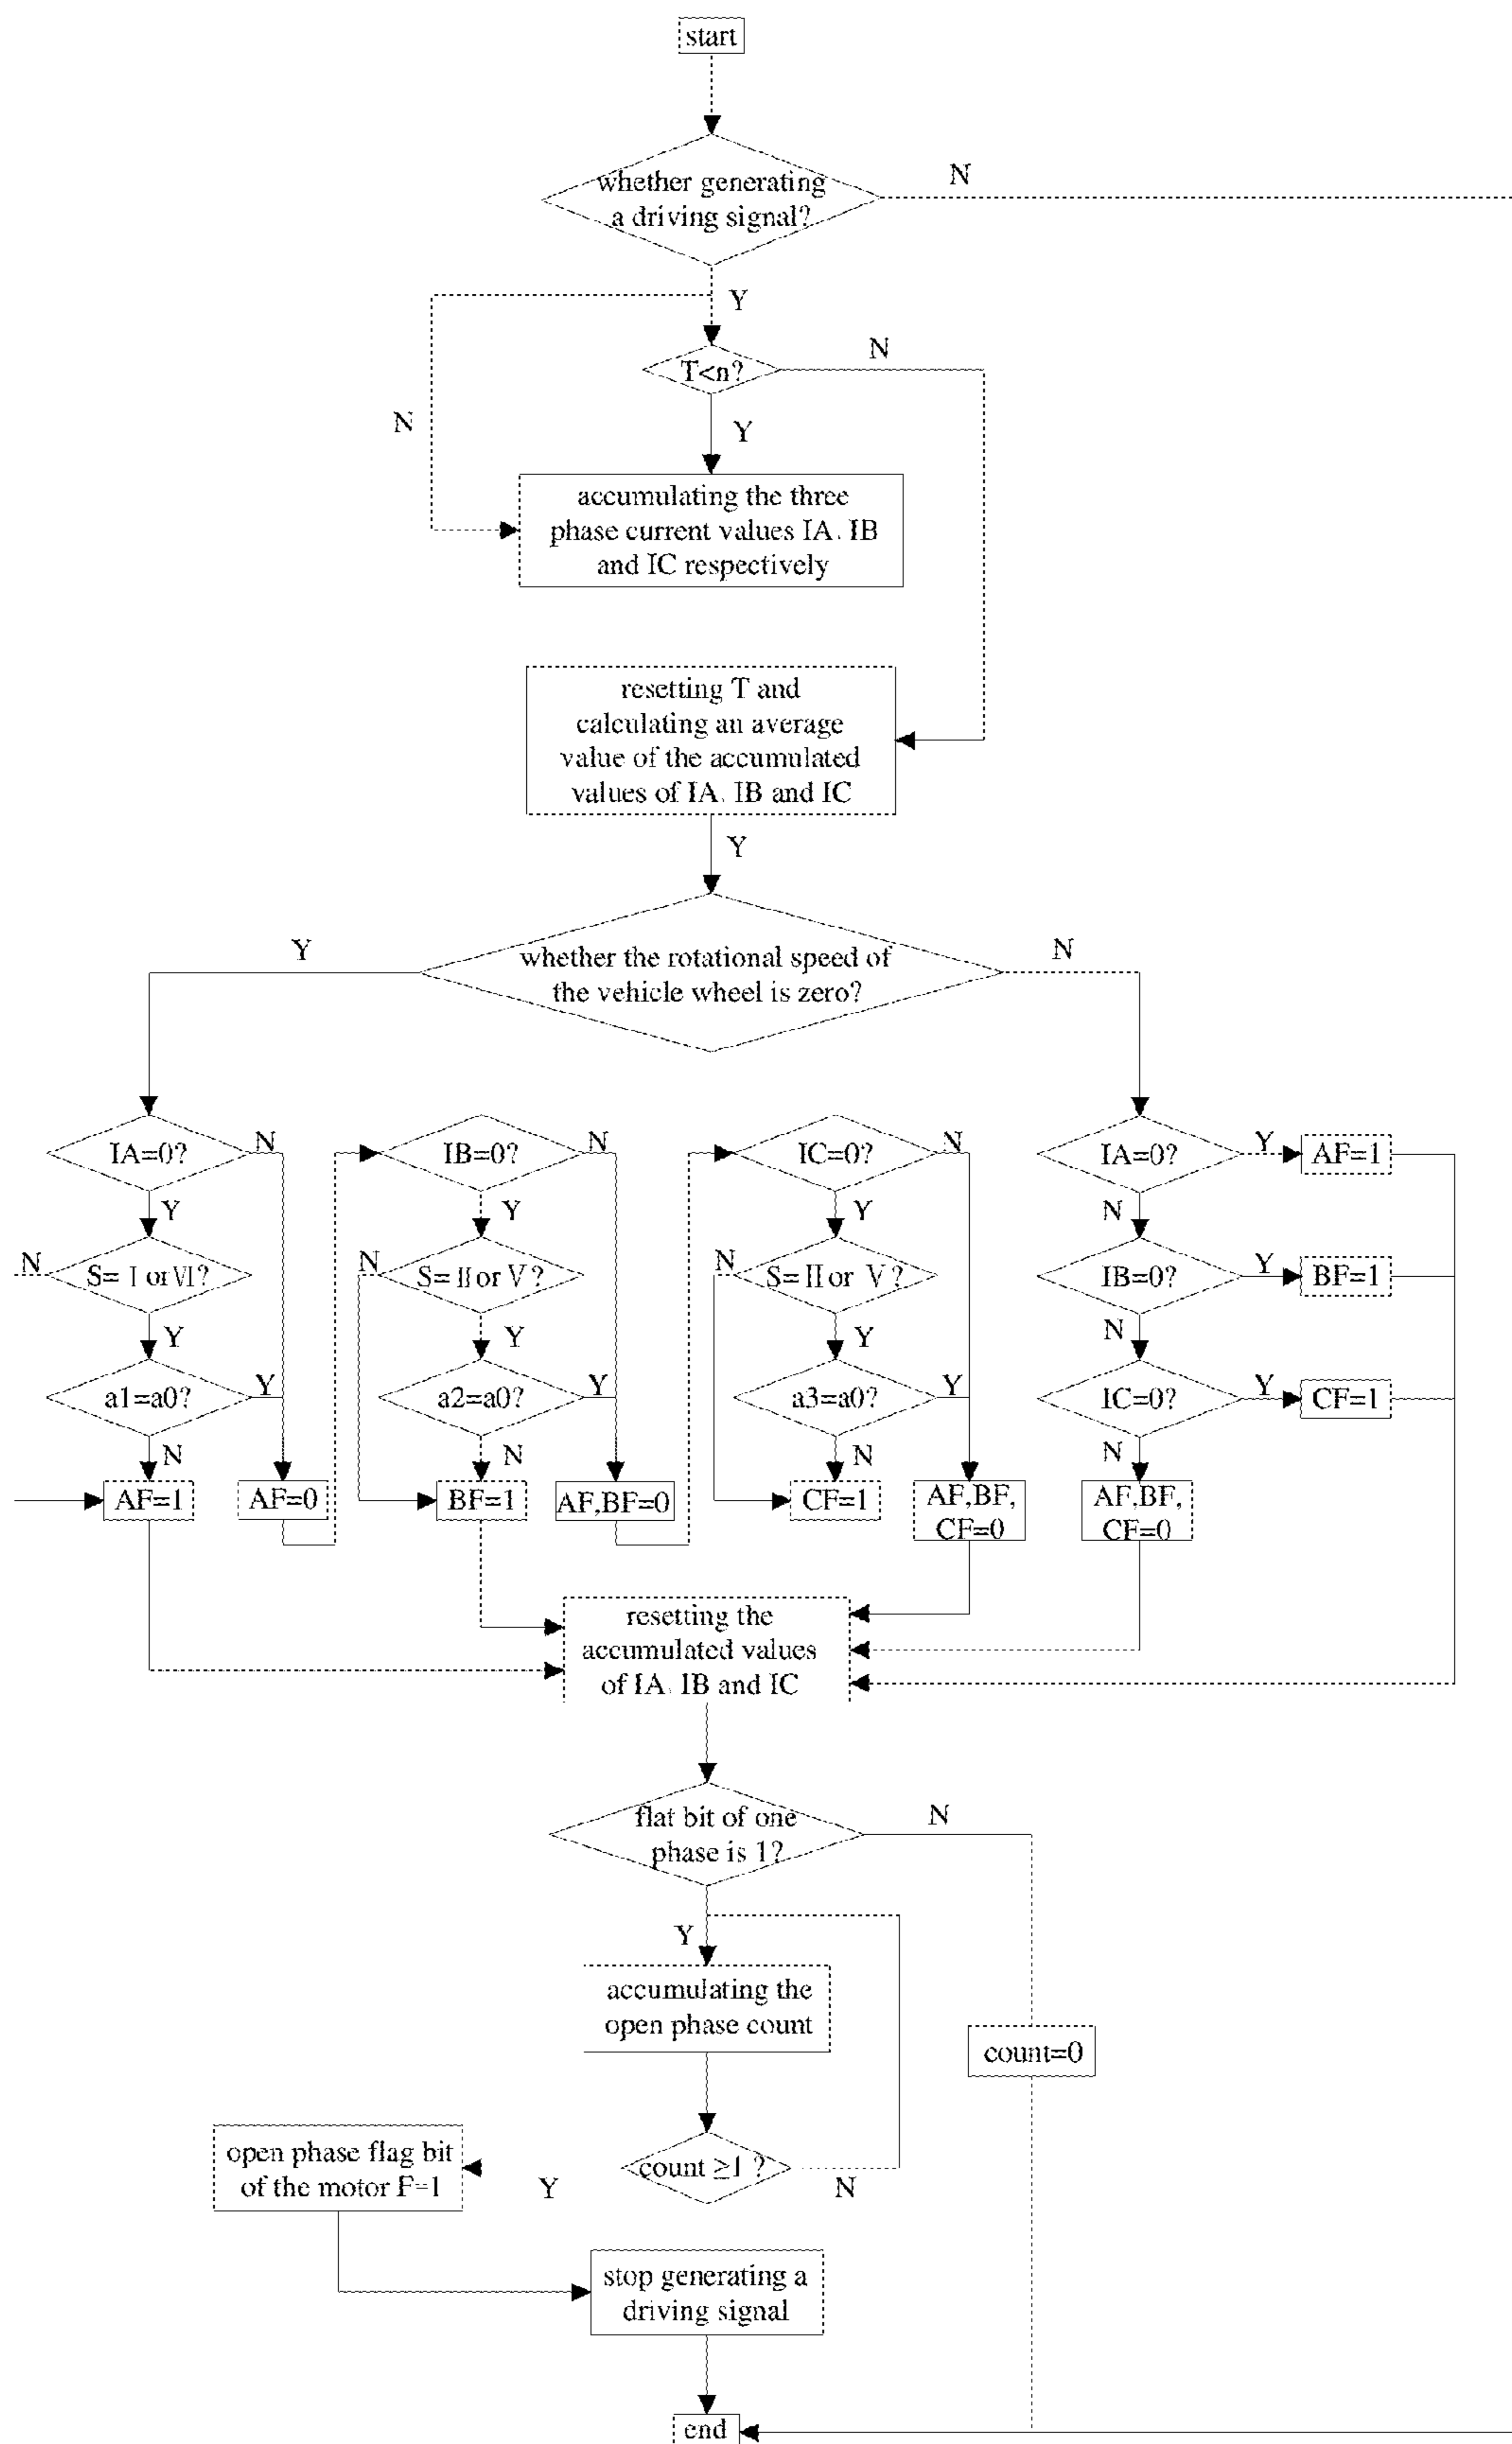 start
whether generating
a driving signal?
N
Y
T<n?
N
N
Y
accumulating the three
phase current values IA, IB
and IC respectively
resetting T and
calculating an average
value of the accumulated
values of IA, IB and IC
Y
whether the rotational speed of
the vehicle wheel is zero?
Y
N
IA=0?
N
IB=0?
N
IC=0?
N
IA=0?
Y
AF=1
Y
Y
Y
N
N
S= I or VI?
N
S= II or V?
N
S= II or V?
IB=0?
Y
BF=1
Y
Y
Y
N
a1=a0?
Y
a2=a0?
Y
a3=a0?
Y
IC=0?
Y
CF=1
N
N
N
N
AF=1
AF=0
BF=1
AF,BF=0
CF=1
AF,BF,
CF=0
AF,BF,
CF=0
resetting the
accumulated values
of IA, IB and IC
flat bit of one
phase is 1?
N
Y
accumulating the
open phase count
count=0
count ≥1 ?
Y
N
open phase flag bit
of the motor F=1
stop generating a
driving signal
end